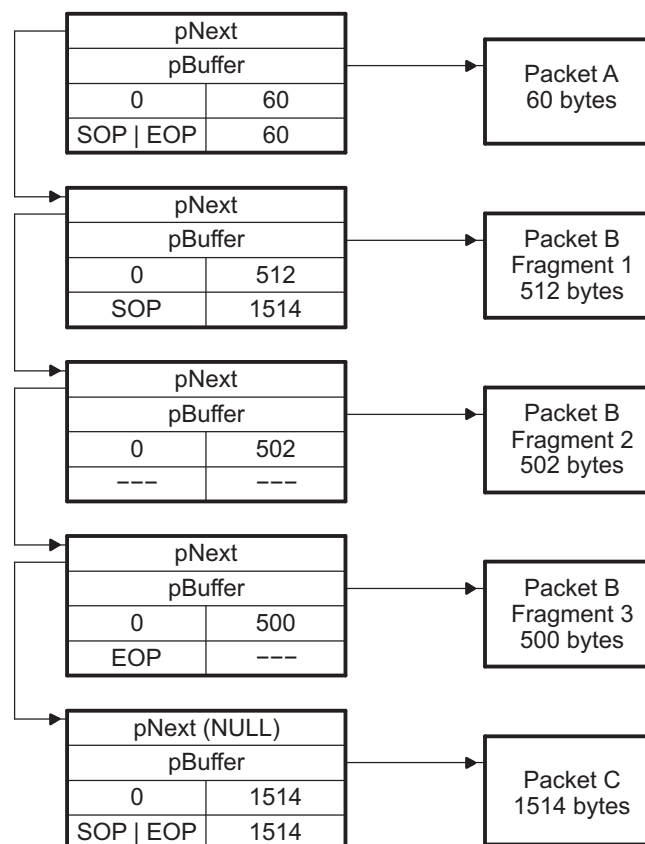 pNext
pBuffer
0 60
SOP | EOP 60
Packet A
60 bytes
pNext
pBuffer
0 512
SOP 1514
Packet B
Fragment 1
512 bytes
pNext
pBuffer
0 502
––– –––
Packet B
Fragment 2
502 bytes
pNext
pBuffer
0 500
EOP –––
Packet B
Fragment 3
500 bytes
pNext (NULL)
pBuffer
0 1514
SOP | EOP 1514
Packet C
1514 bytes